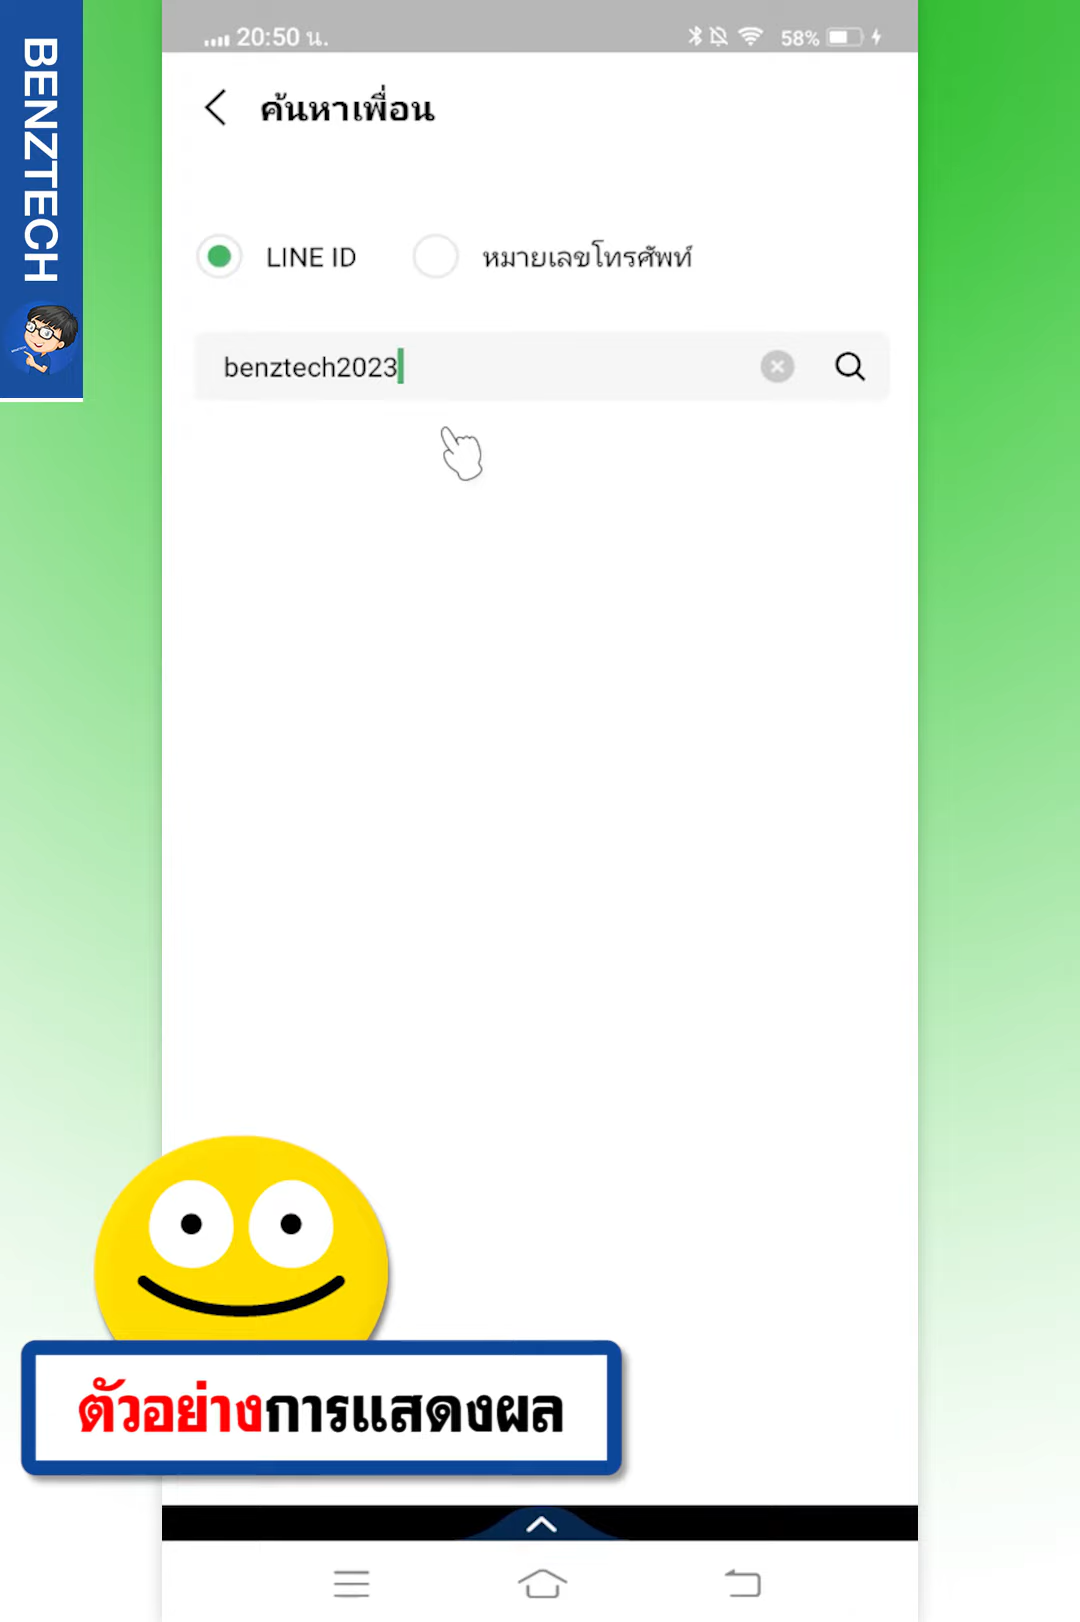 BENZTECH
20:50 น.
58%
ค้นหาเพื่อน
LINE ID
หมายเลขโทรศัพท์
benztech2023
ตัวอย่างการแสดงผล